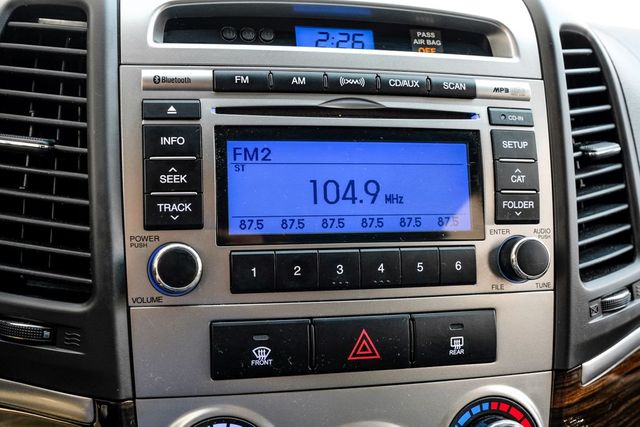 2:26
PASS
AIR BAG
OFF
Bluetooth
FM AM CD/AUX SCAN
MP3
CD-IN
INFO
SEEK
TRACK
FM2
ST
104.9 MHz
87.5 87.5 87.5 87.5 87.5 87.5
SETUP
CAT
FOLDER
POWER
PUSH
VOLUME
1 2 3 4 5 6
ENTER
AUDIO
PUSH
FILE
TUNE
FRONT
REAR